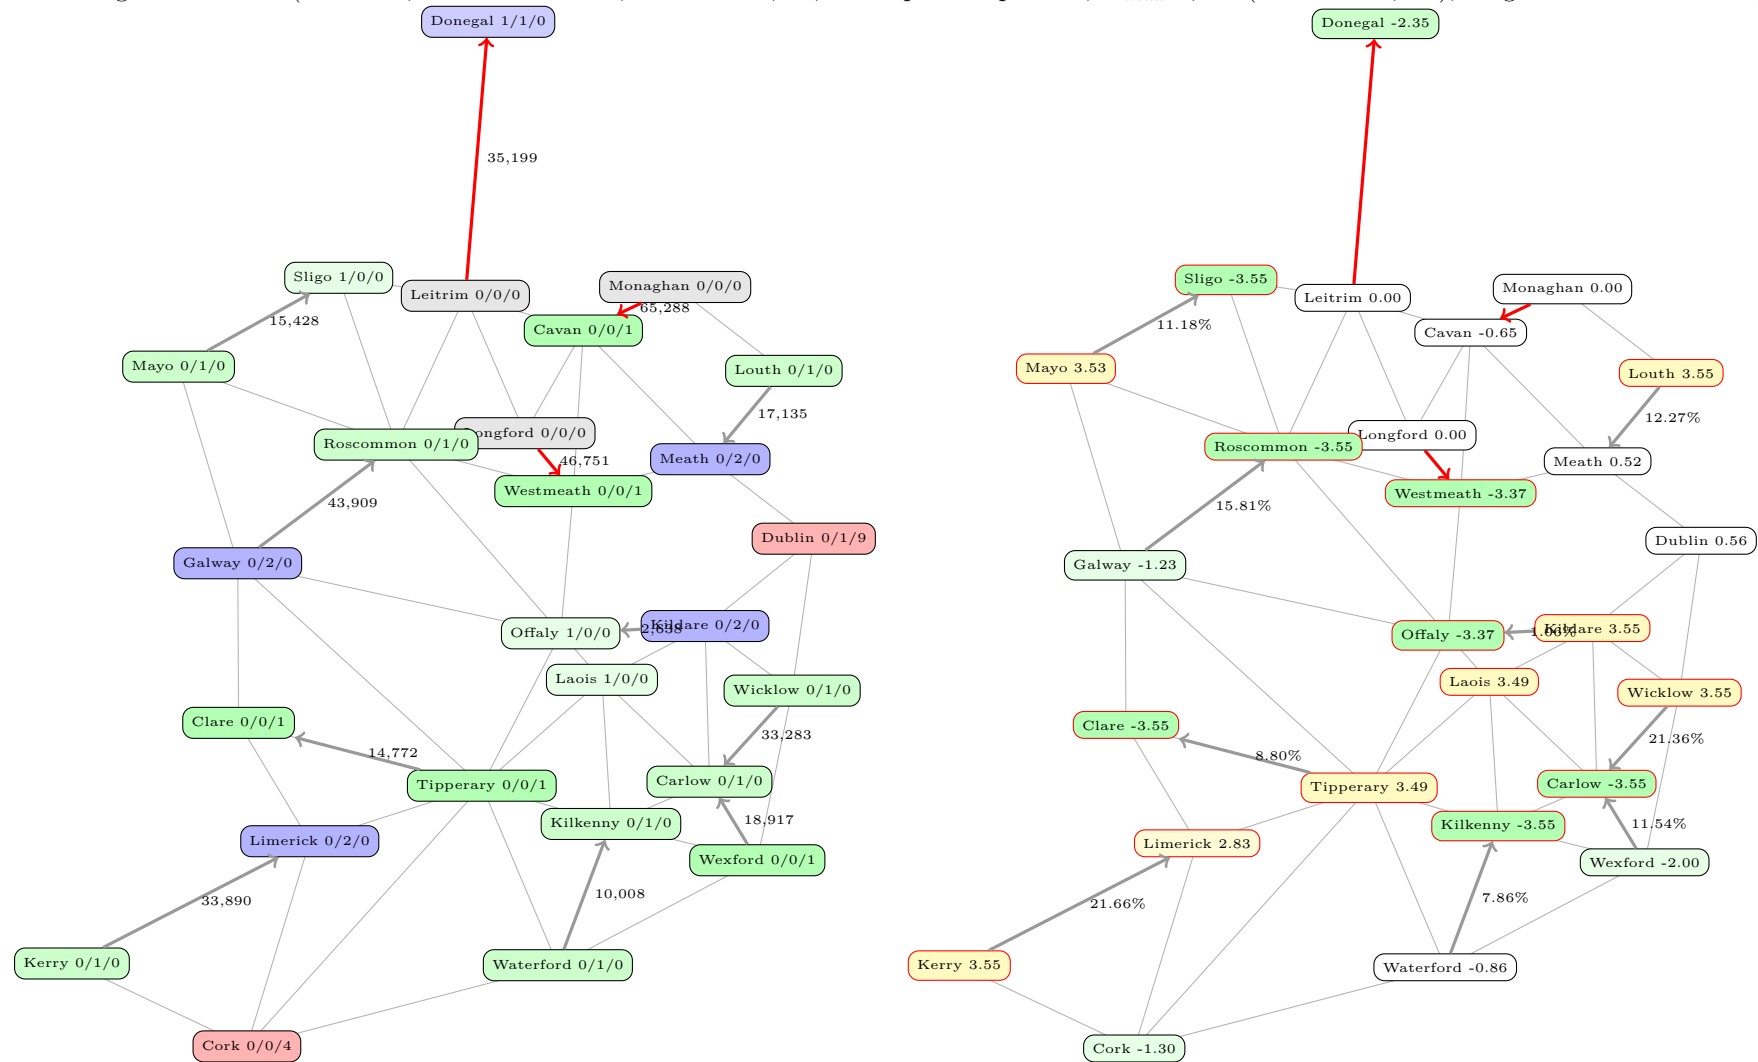 Donegal 1/1/0
35,199
Sligo 1/0/0
Leitrim 0/0/0
Monaghan 0/0/0
65,288
15,428
Cavan 0/0/1
Mayo 0/1/0
Louth 0/1/0
17,135
Longford 0/0/0
Roscommon 0/1/0
46,751
Meath 0/2/0
Westmeath 0/0/1
43,909
Dublin 0/1/9
Galway 0/2/0
Offaly 1/0/0
2,638
Kildare 0/2/0
Laois 1/0/0
Wicklow 0/1/0
Clare 0/0/1
14,772
33,283
Tipperary 0/0/1
Carlow 0/1/0
Kilkenny 0/1/0
18,917
Limerick 0/2/0
Wexford 0/0/1
33,890
10,008
Kerry 0/1/0
Waterford 0/1/0
Cork 0/0/4
Donegal -2.35
Sligo -3.55
Leitrim 0.00
Monaghan 0.00
11.18%
Cavan -0.65
Mayo 3.53
Louth 3.55
12.27%
Longford 0.00
Roscommon -3.55
Meath 0.52
Westmeath -3.37
15.81%
Dublin 0.56
Galway -1.23
Offaly -3.37
1.06%
Kildare 3.55
Laois 3.49
Wicklow 3.55
Clare -3.55
8.80%
21.36%
Tipperary 3.49
Carlow -3.55
Kilkenny -3.55
11.54%
Limerick 2.83
Wexford -2.00
21.66%
7.86%
Kerry 3.55
Waterford -0.86
Cork -1.30